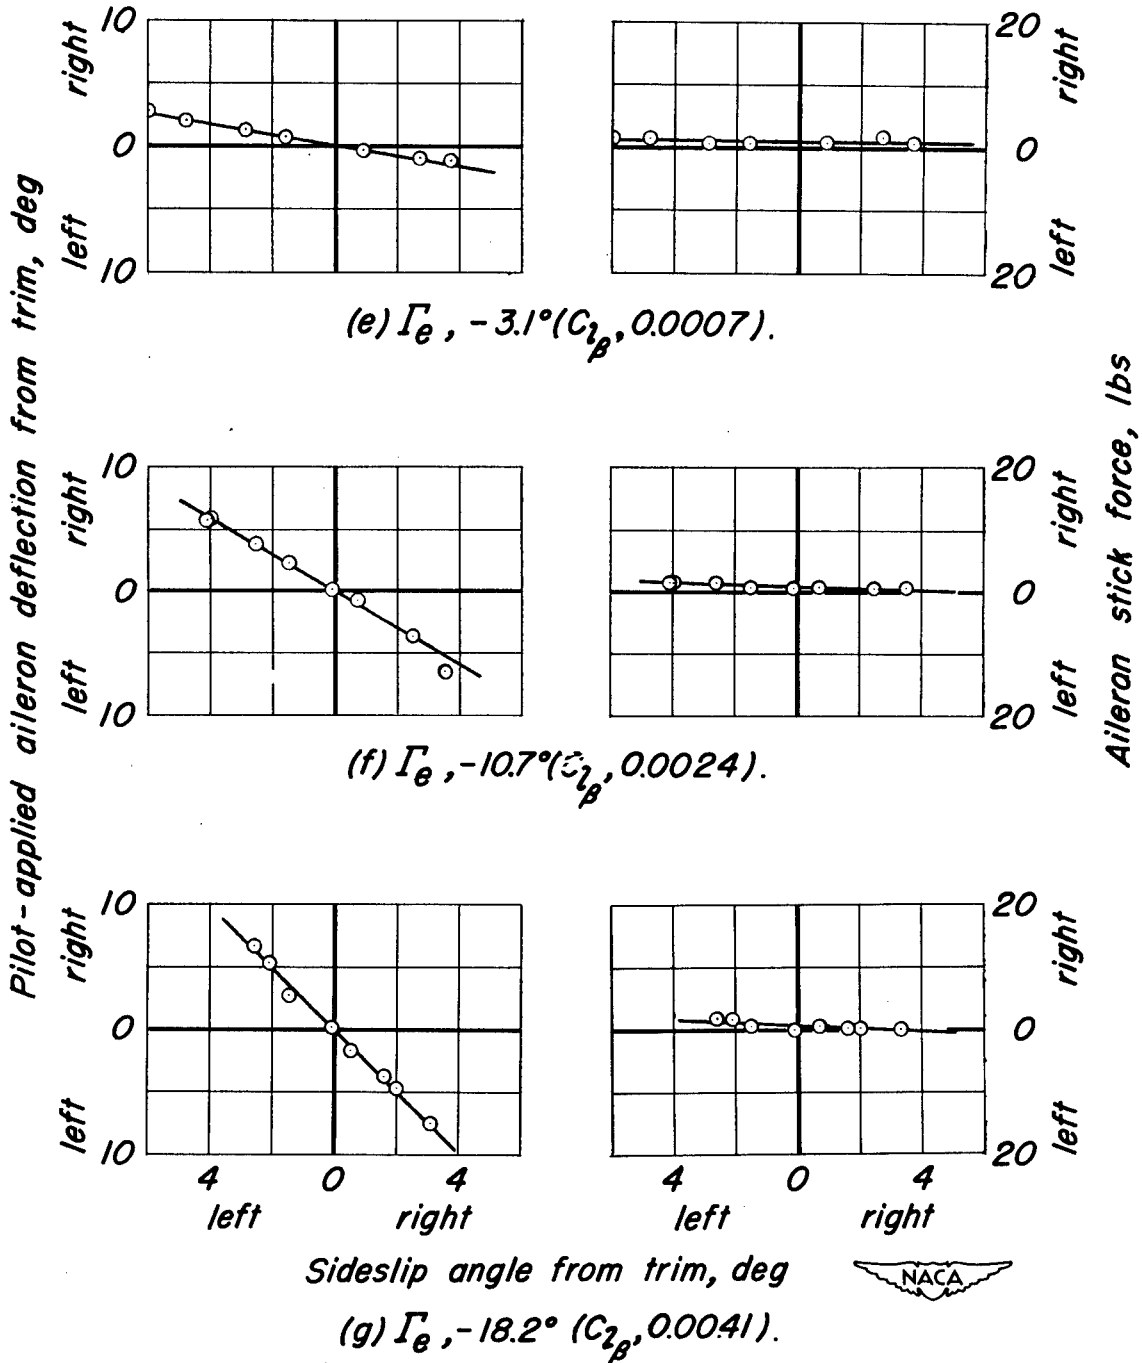 Pilot-applied aileron deflection from trim, deg
Aileron stick force, lbs
10
right
0
left
10
20
right
0
left
20
(e) Γe, -3.1° (Clβ, 0.0007).
10
right
0
left
10
20
right
0
left
20
(f) Γe, -10.7° (Clβ, 0.0024).
10
right
0
left
10
20
right
0
left
20
4 0 4
left right
4 0 4
left right
Sideslip angle from trim, deg
NACA
(g) Γe, -18.2° (Clβ, 0.0041).